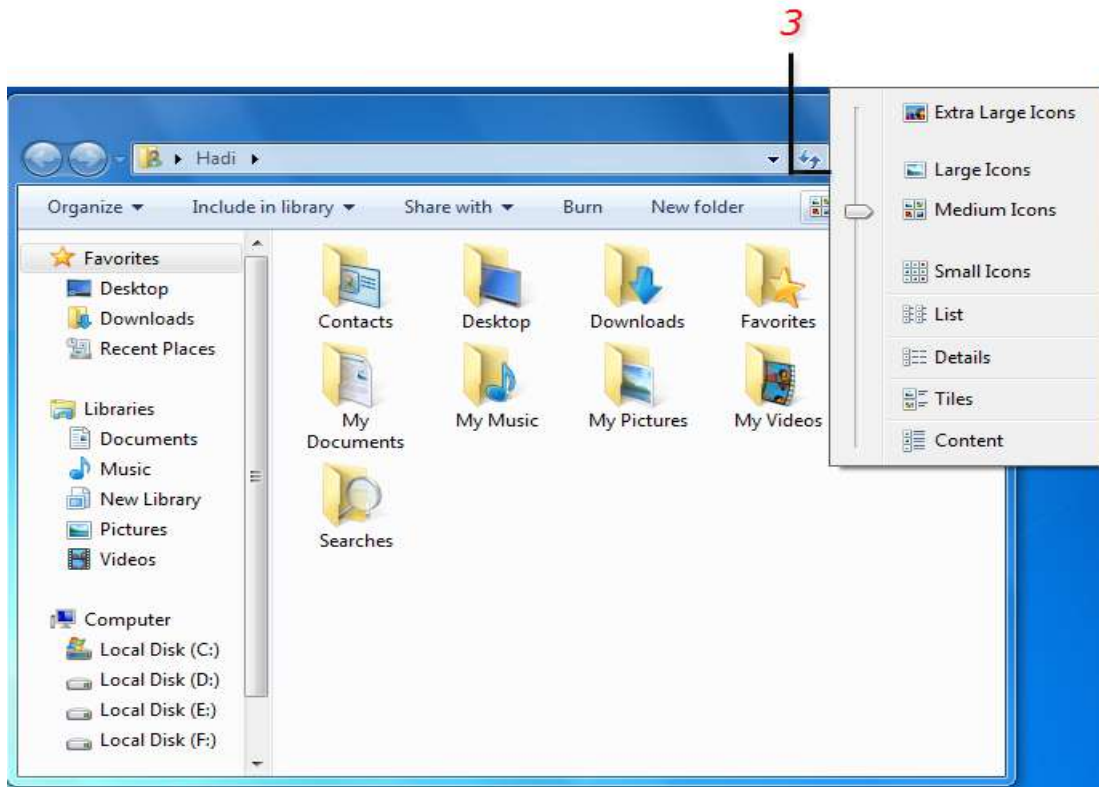 3
Hadi
Organize
Include in library
Share with
Burn
New folder
Favorites
Desktop
Downloads
Recent Places
Libraries
Documents
Music
New Library
Pictures
Videos
Computer
Local Disk (C:)
Local Disk (D:)
Local Disk (E:)
Local Disk (F:)
Contacts
Desktop
Downloads
Favorites
My
Documents
My Music
My Pictures
My Videos
Searches
Extra Large Icons
Large Icons
Medium Icons
Small Icons
List
Details
Tiles
Content